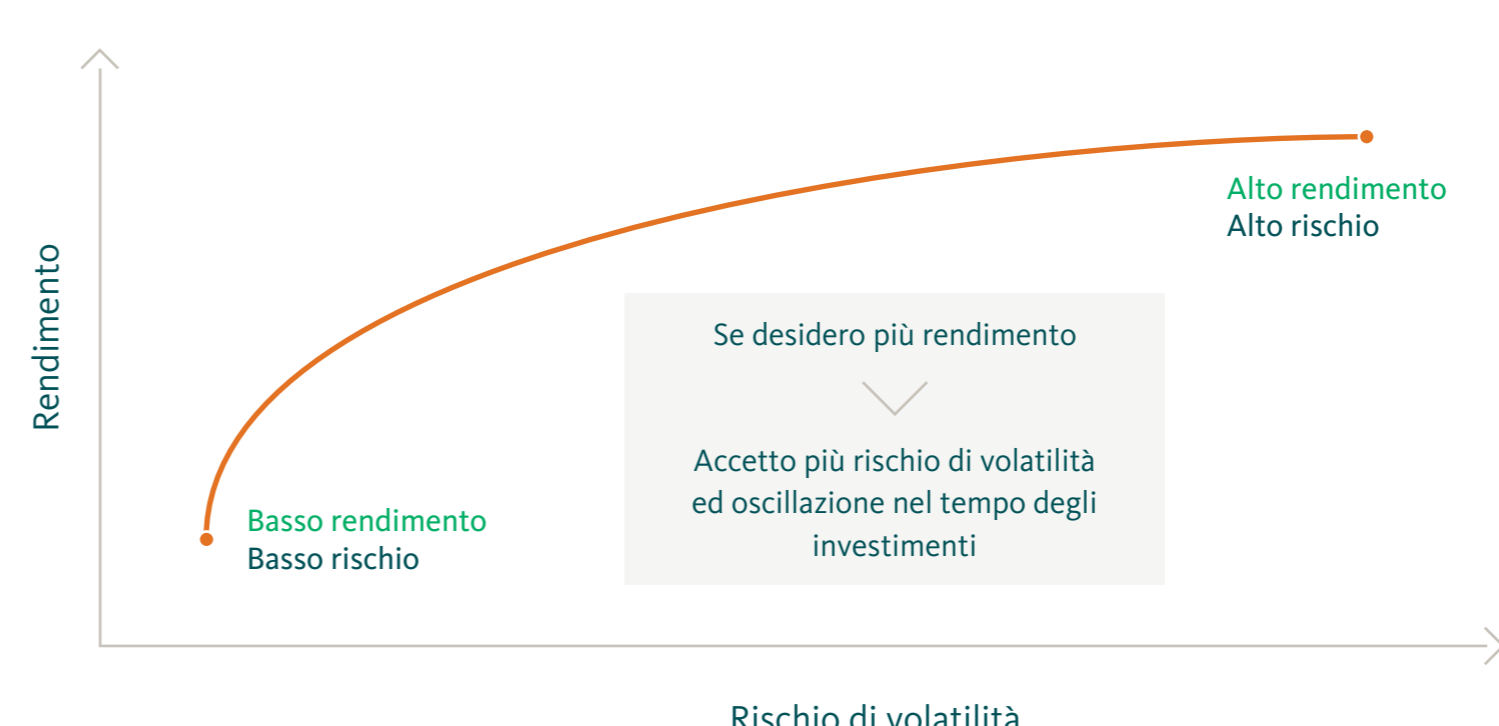 Alto rendimento
Alto rischio
Rendimento
Se desidero più rendimento
Accetto più rischio di volatilità
ed oscillazione nel tempo degli
investimenti
Basso rendimento
Basso rischio
Rischio di volatilità